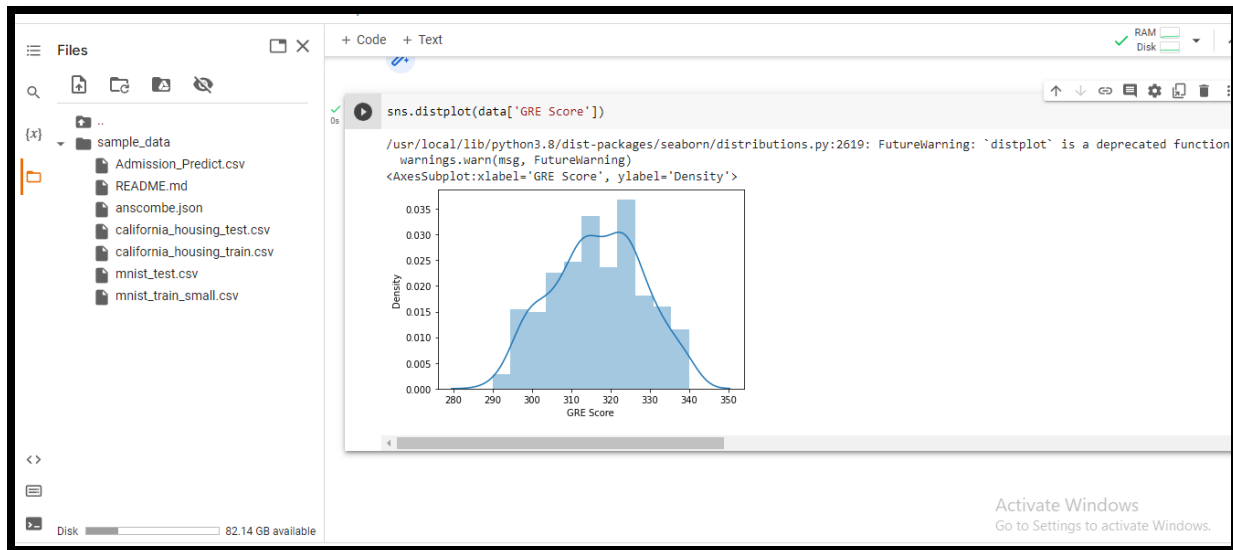 Files
..
sample_data
Admission_Predict.csv
README.md
anscombe.json
california_housing_test.csv
california_housing_train.csv
mnist_test.csv
mnist_train_small.csv
{x}
<>
Disk 82.14 GB available
+ Code + Text
RAM
Disk
0s
sns.distplot(data['GRE Score'])
/usr/local/lib/python3.8/dist-packages/seaborn/distributions.py:2619: FutureWarning: `distplot` is a deprecated function
warnings.warn(msg, FutureWarning)
<AxesSubplot:xlabel='GRE Score', ylabel='Density'>
0.035
0.030
0.025
0.020
0.015
0.010
0.005
0.000
Density
280 290 300 310 320 330 340 350
GRE Score
Activate Windows
Go to Settings to activate Windows.